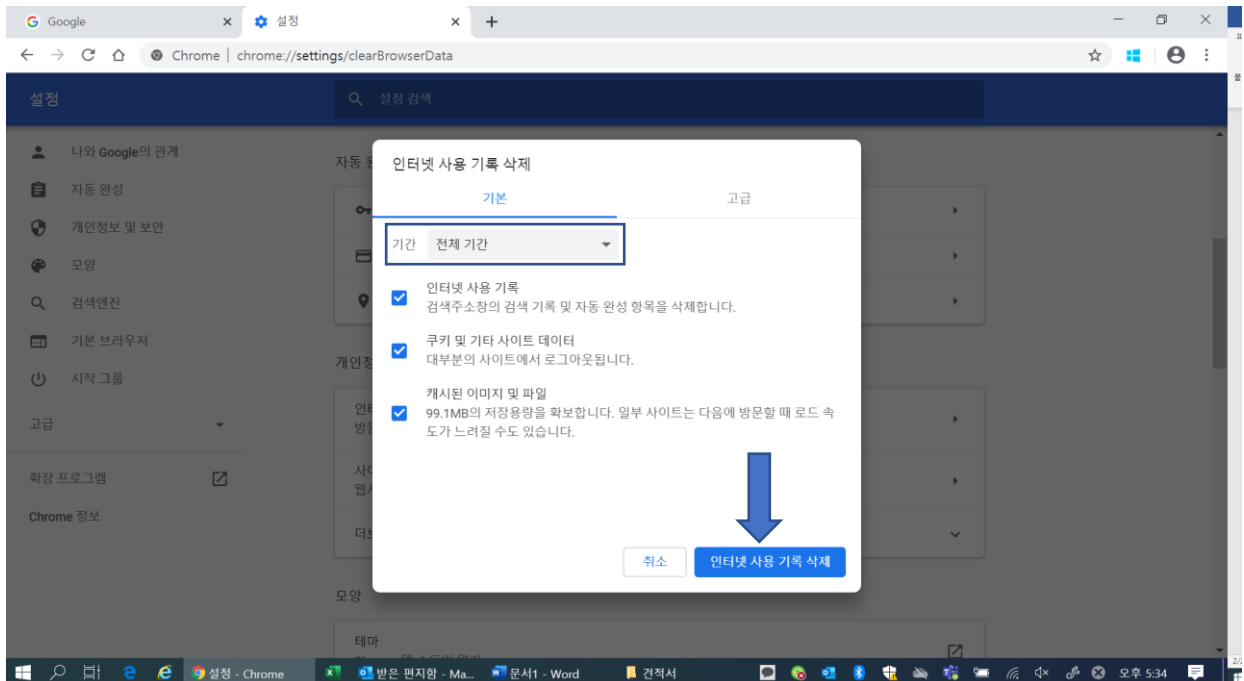 Google
설정
Chrome | chrome://settings/clearBrowserData
설정
설정 검색
나와 Google의 관계
자동 완성
개인정보 및 보안
모양
검색엔진
기본 브라우저
시작 그룹
고급
확장 프로그램
Chrome 정보
자동
인터넷 사용 기록 삭제
기본
고급
기간 전체 기간
인터넷 사용 기록
검색주소창의 검색 기록 및 자동 완성 항목을 삭제합니다.
쿠키 및 기타 사이트 데이터
대부분의 사이트에서 로그아웃됩니다.
캐시된 이미지 및 파일
99.1MB의 저장용량을 확보합니다. 일부 사이트는 다음에 방문할 때 로드 속
도가 느려질 수도 있습니다.
취소
인터넷 사용 기록 삭제
모양
테마
설정 - Chrome
받은 편지함 - Ma...
문서1 - Word
견적서
오후 5:34